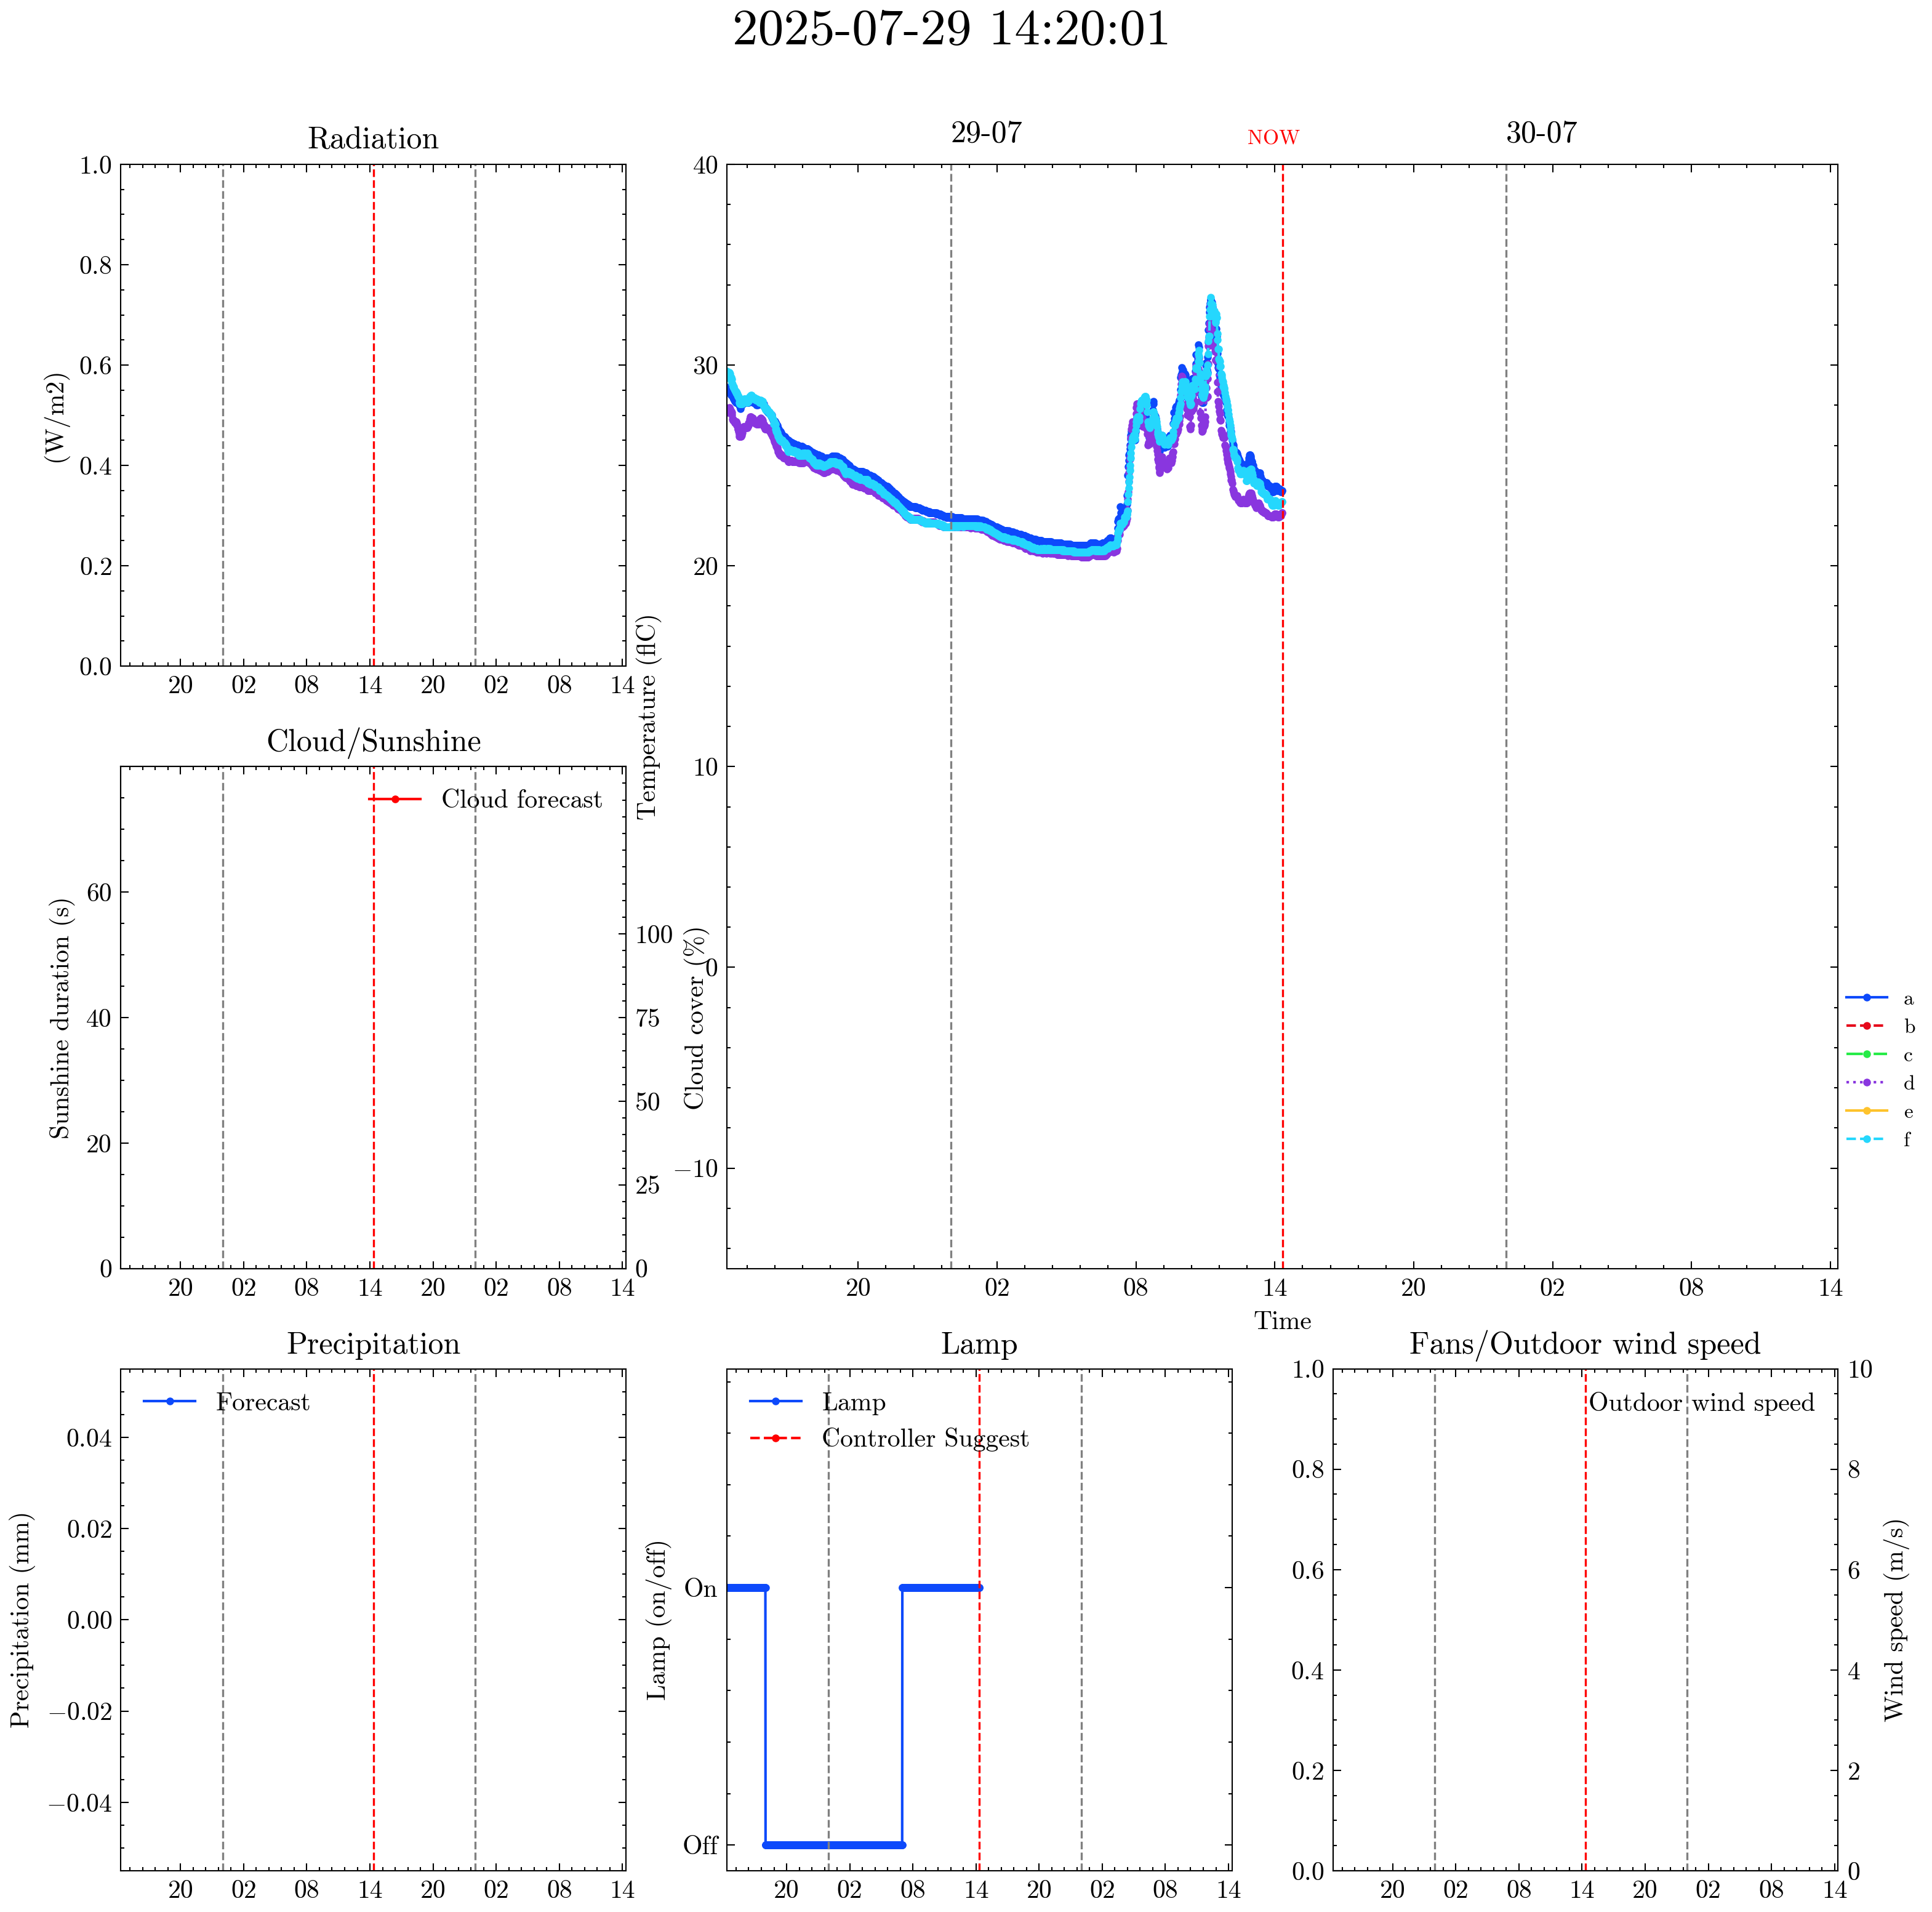 2025-07-29 14:20:01
Radiation
(W/m2)
1.0
0.8
0.6
0.4
0.2
0.0
20 02 08 14 20 02 08 14
29-07
NOW
30-07
Temperature (flC)
40
30
20
10
0
−10
20 02 08 14 20 02 08 14
Time
a
b
c
d
e
f
Cloud/Sunshine
Cloud forecast
Sunshine duration (s)
60
40
20
0
Cloud cover (%)
100
75
50
25
0
20 02 08 14 20 02 08 14
Precipitation
Forecast
Precipitation (mm)
0.04
0.02
0.00
−0.02
−0.04
20 02 08 14 20 02 08 14
Lamp
Lamp
Controller Suggest
Lamp (on/off)
On
Off
20 02 08 14 20 02 08 14
Fans/Outdoor wind speed
Outdoor wind speed
1.0
0.8
0.6
0.4
0.2
0.0
10
8
6
4
2
0
Wind speed (m/s)
20 02 08 14 20 02 08 14